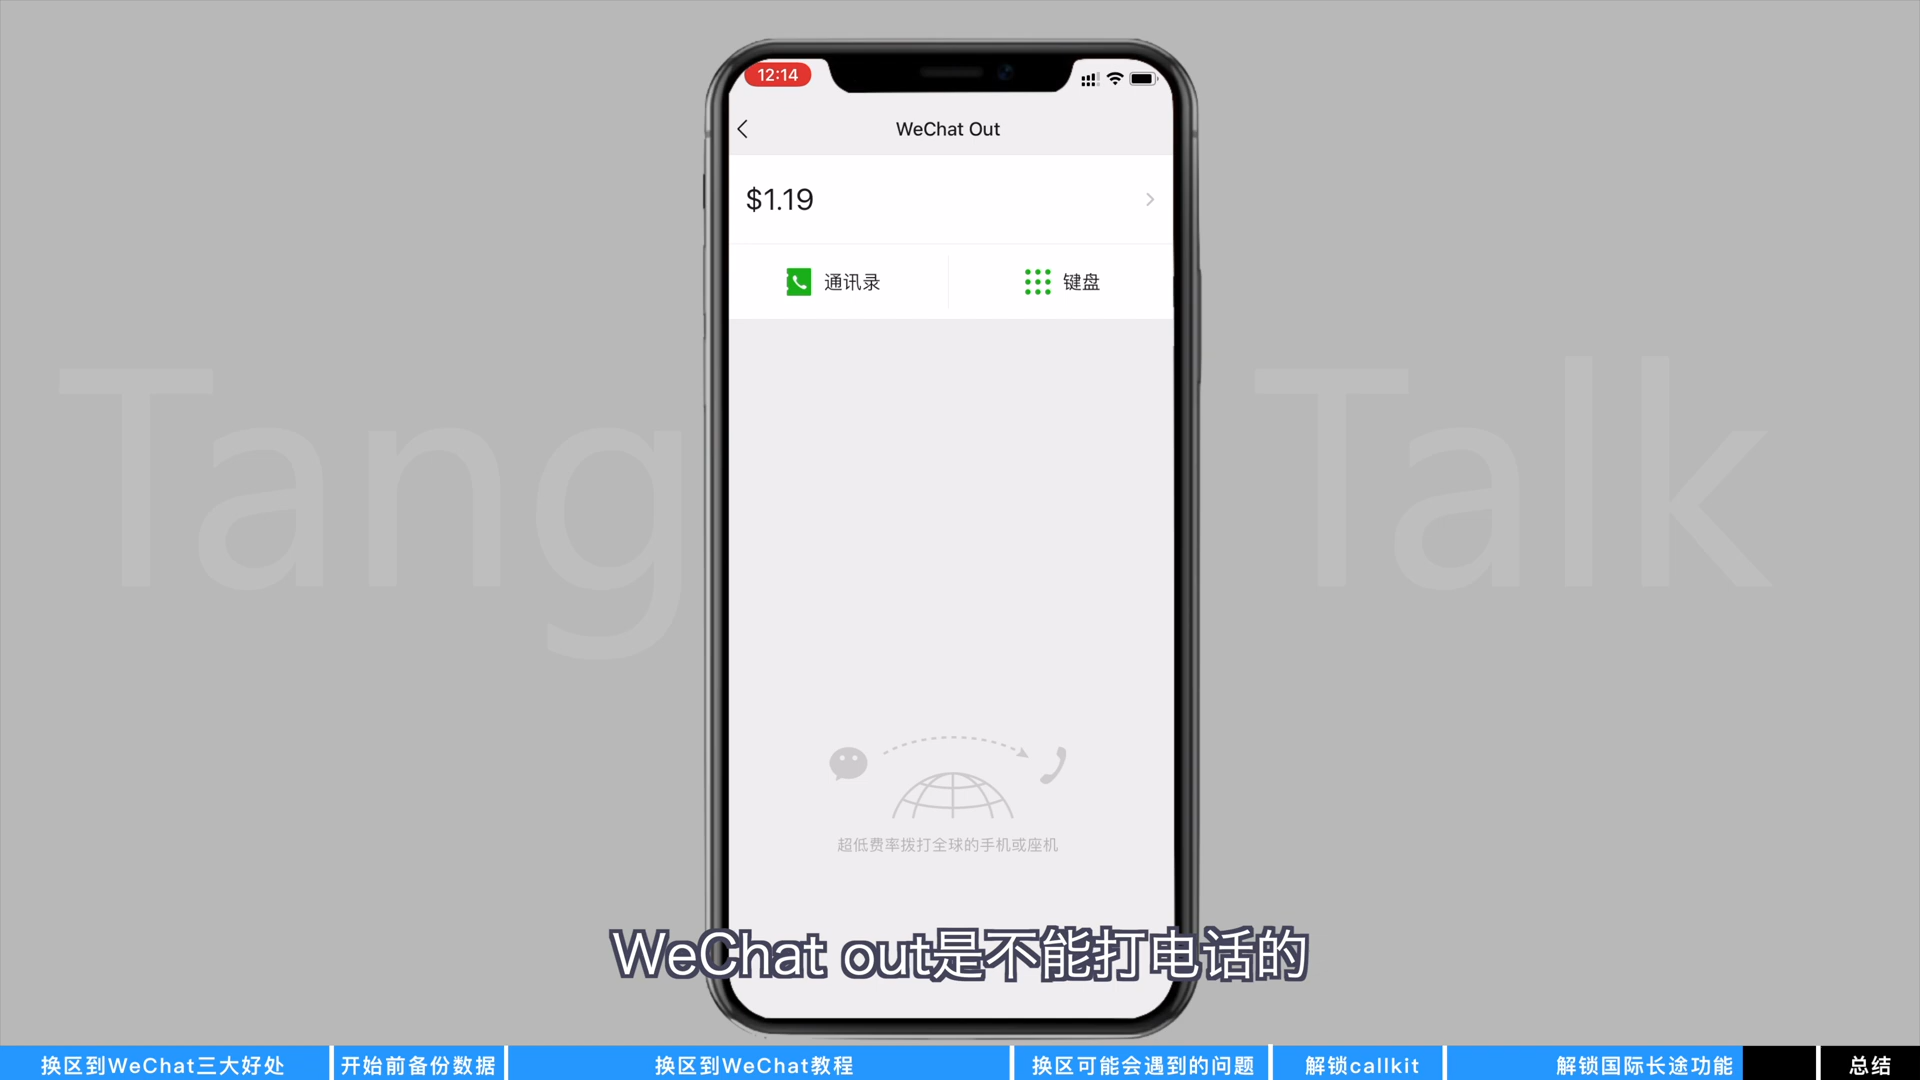 12:14
WeChat Out
$1.19
通讯录
键盘
Tang Talk
超低费率拨打全球的手机或座机
WeChat out是不能打电话的
换区到WeChat三大好处
开始前备份数据
换区到WeChat教程
换区可能会遇到的问题
解锁callkit
解锁国际长途功能
总结